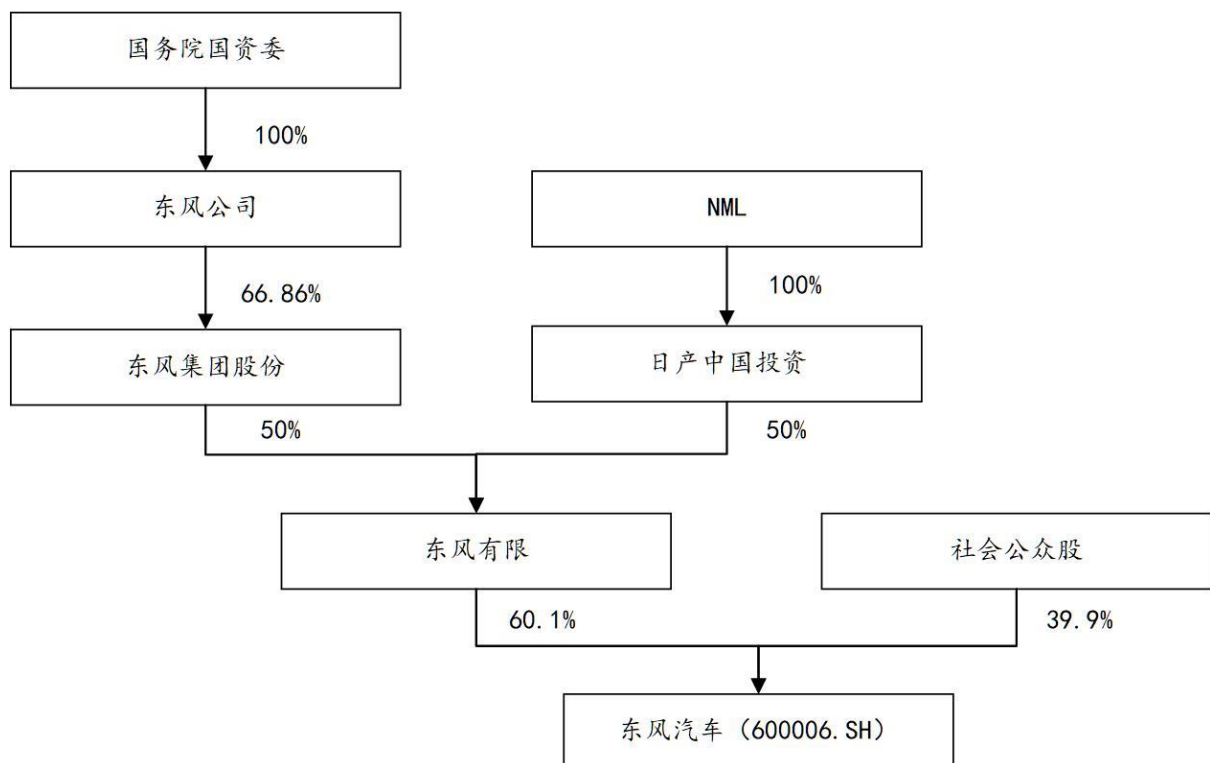 国务院国资委
100%
东风公司
NML
66.86%
100%
东风集团股份
日产中国投资
50%
50%
东风有限
社会公众股
60.1%
39.9%
东风汽车（600006.SH）